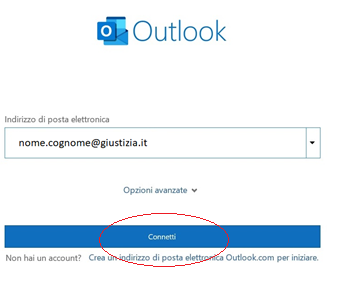 Outlook
Indirizzo di posta elettronica
nome.cognome@giustizia.it
Opzioni avanzate
Connetti
Non hai un account? Crea un indirizzo di posta elettronica Outlook.com per iniziare.